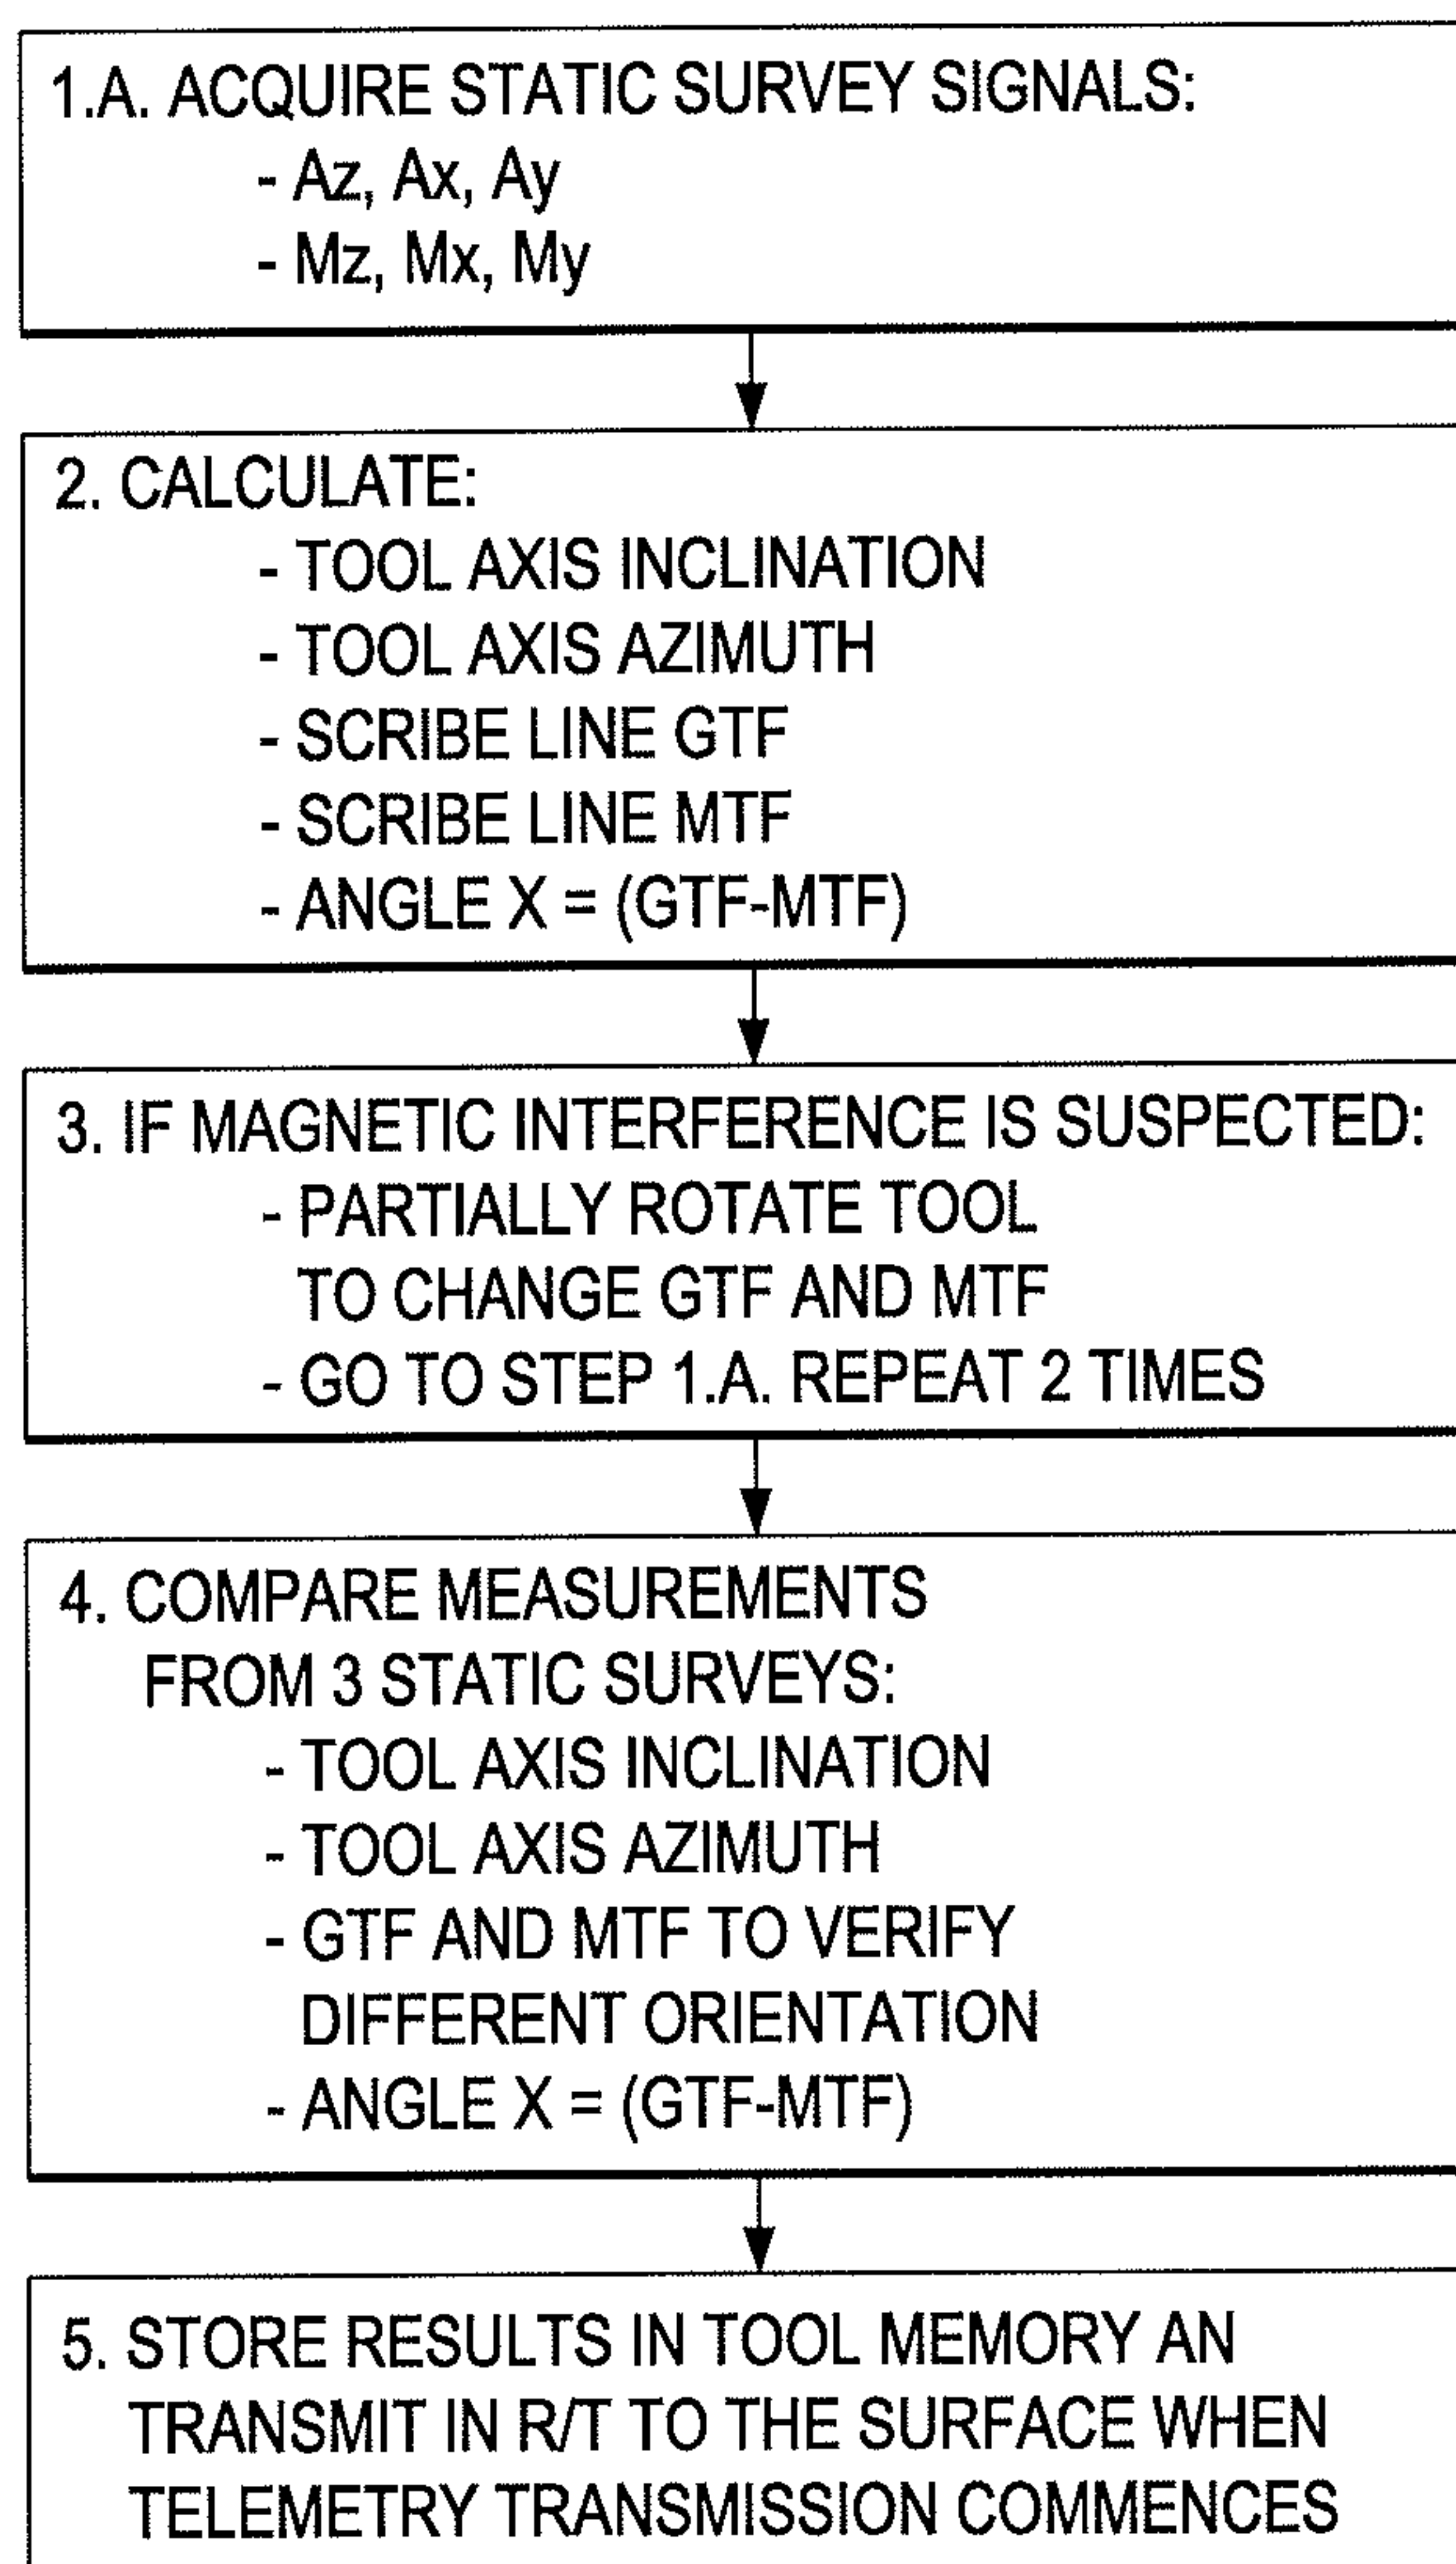 1.A. ACQUIRE STATIC SURVEY SIGNALS:
- Az, Ax, Ay
- Mz, Mx, My
2. CALCULATE:
- TOOL AXIS INCLINATION
- TOOL AXIS AZIMUTH
- SCRIBE LINE GTF
- SCRIBE LINE MTF
- ANGLE X = (GTF-MTF)
3. IF MAGNETIC INTERFERENCE IS SUSPECTED:
- PARTIALLY ROTATE TOOL
TO CHANGE GTF AND MTF
- GO TO STEP 1.A. REPEAT 2 TIMES
4. COMPARE MEASUREMENTS
FROM 3 STATIC SURVEYS:
- TOOL AXIS INCLINATION
- TOOL AXIS AZIMUTH
- GTF AND MTF TO VERIFY
DIFFERENT ORIENTATION
- ANGLE X = (GTF-MTF)
5. STORE RESULTS IN TOOL MEMORY AN
TRANSMIT IN R/T TO THE SURFACE WHEN
TELEMETRY TRANSMISSION COMMENCES